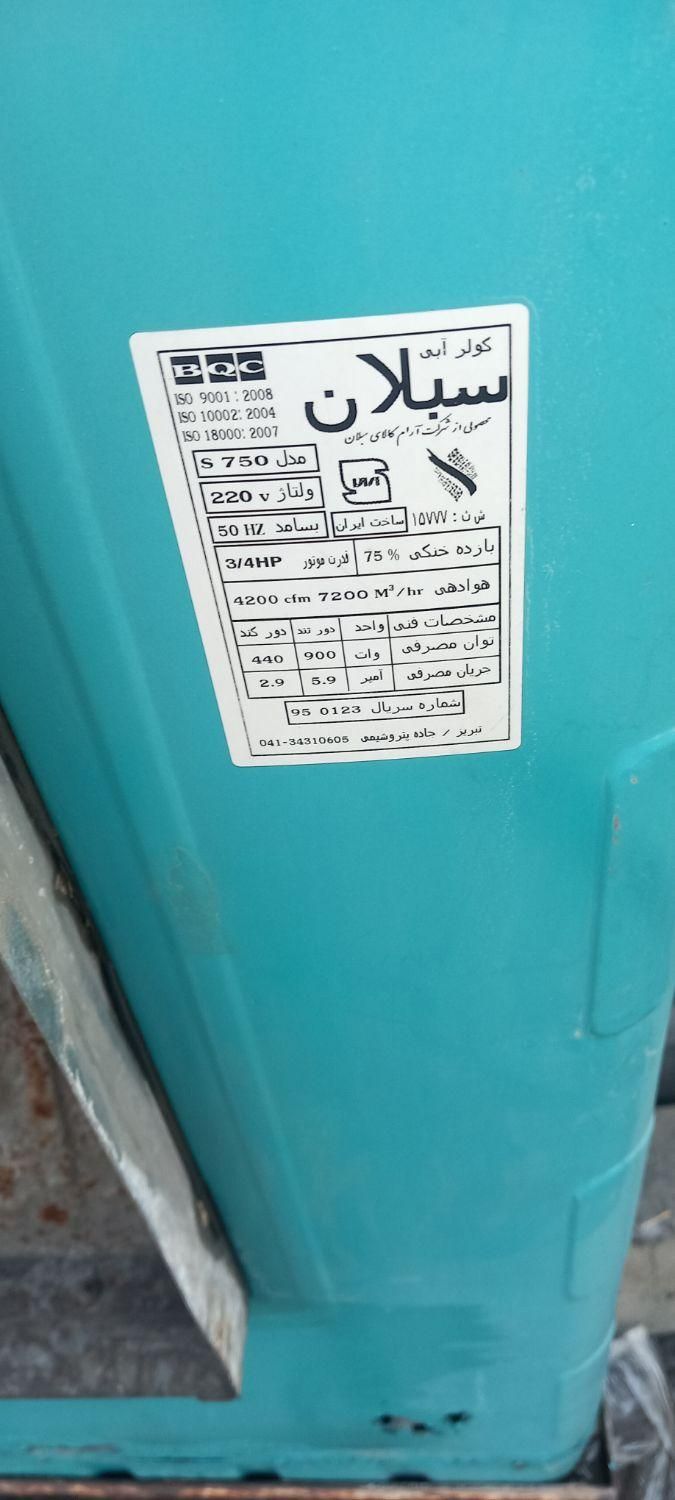 کولر آبی
BQC
سبلان
ISO 9001 : 2008
ISO 10002: 2004
ISO 18000: 2007
محصولی از شرکت آرام کالای سبلان
مدل S 750
ولتاژ 220 v
ش ن : ۱۵۷۷۷
ساخت ایران
بسامد 50 HZ
بازده خنکی % 75
قدرت موتور 3/4HP
هوادهی 4200 cfm 7200 M³/hr
مشخصات فنی واحد دور تند دور کند
توان مصرفی وات 900 440
جریان مصرفی آمپر 5.9 2.9
شماره سریال 0123 95
تبریز / جاده پتروشیمی 041-34310605